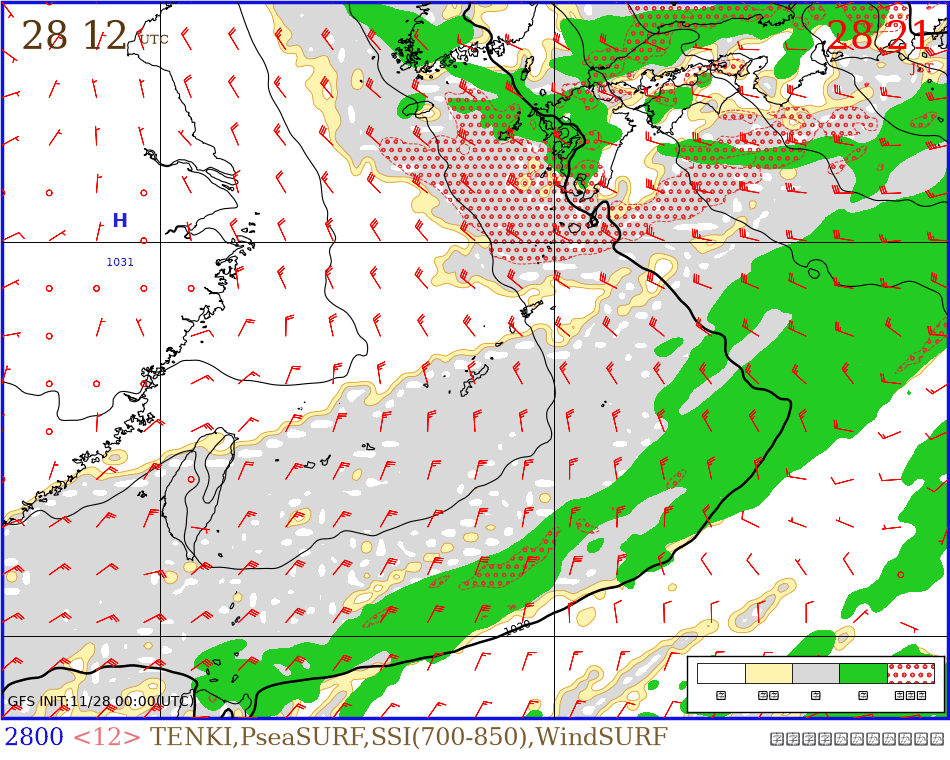 28 12 UTC
28 21 JST
H
1031
1020
GFS INIT:11/28 00:00(UTC)
2800 <12> TENKI,PseaSURF,SSI(700-850),WindSURF